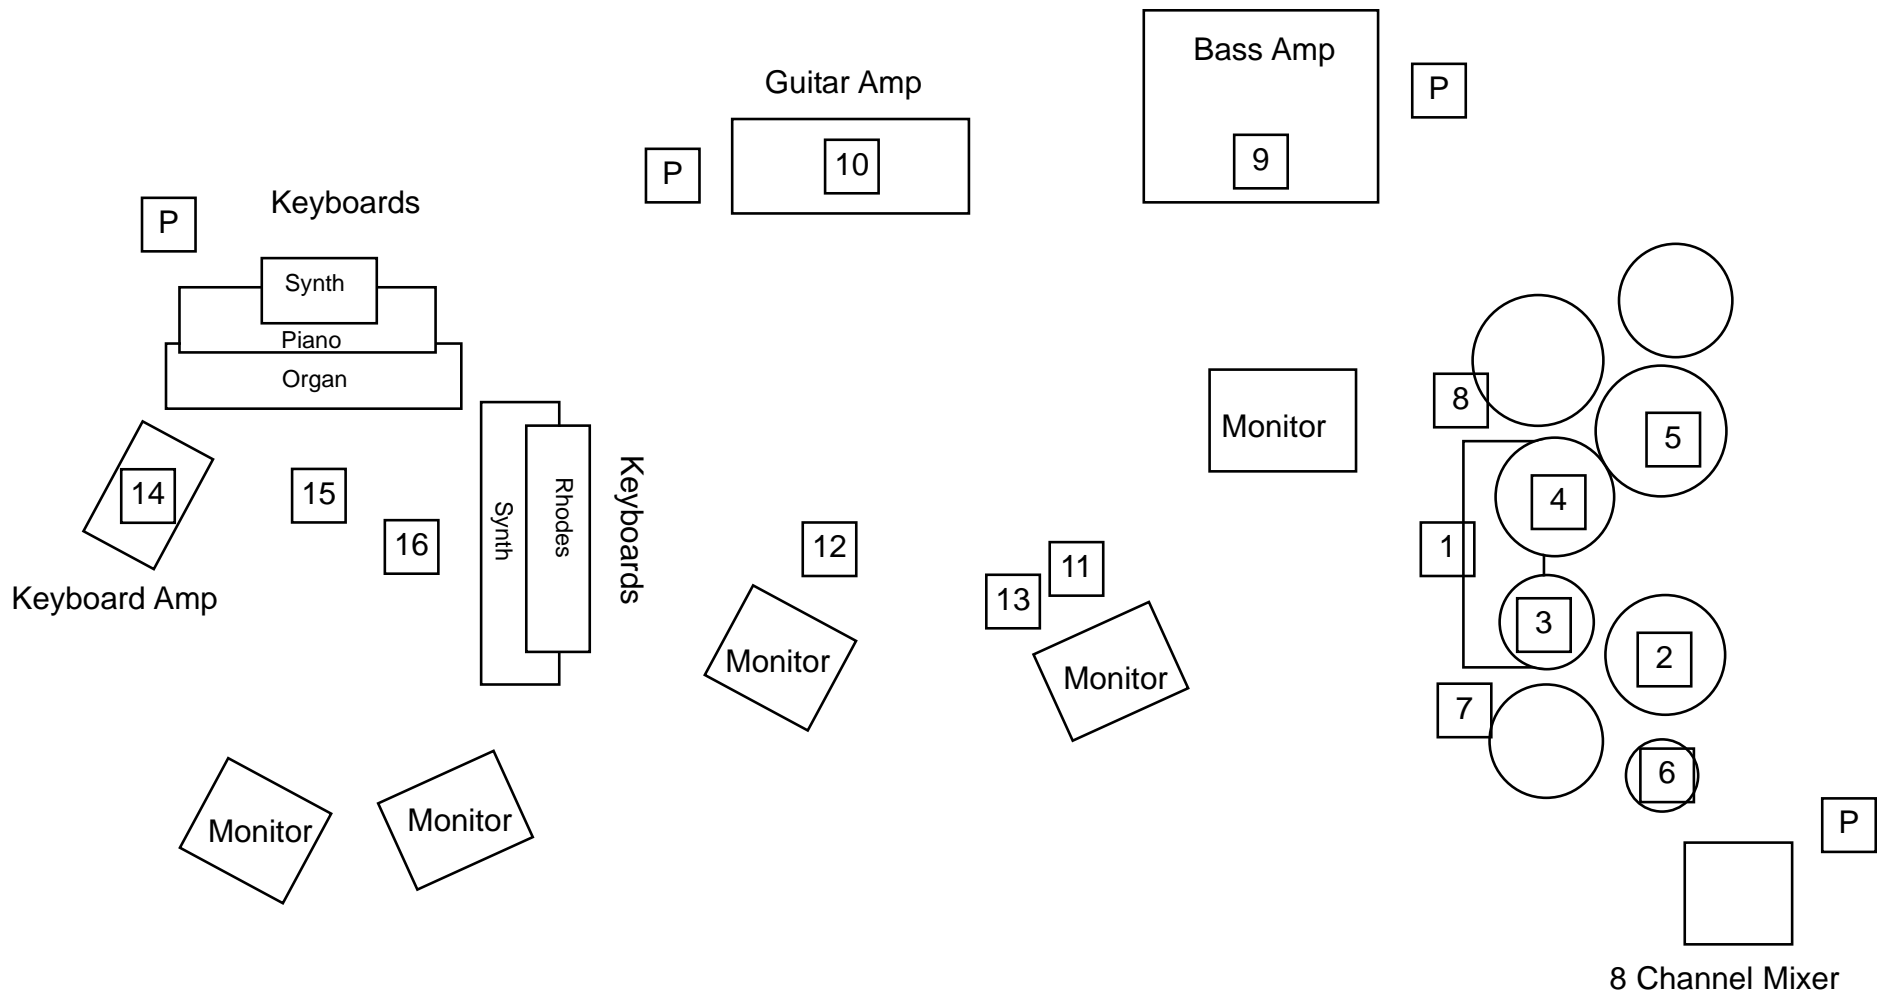 Bass Amp
Guitar Amp
P
9
10
P
Keyboards
P
Synth
Piano
Organ
Monitor
8
5
4
Keyboards
Rhodes
Synth
14
15
16
12
11
13
1
3
2
Keyboard Amp
Monitor
Monitor
7
6
Monitor
Monitor
P
8 Channel Mixer